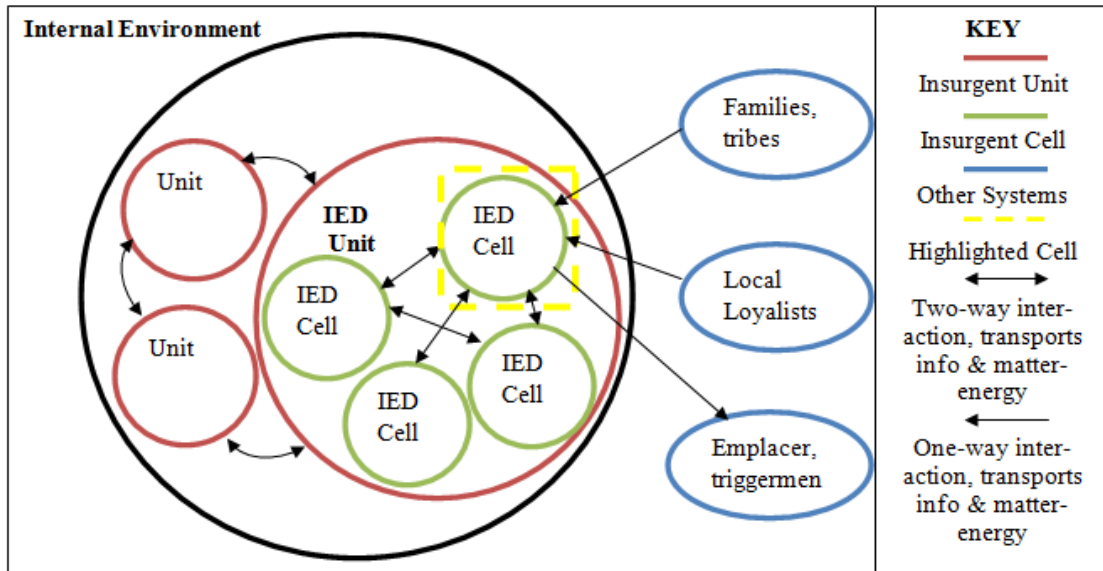 Internal Environment
Unit
Unit
IED
Unit
IED
Cell
IED
Cell
IED
Cell
IED
Cell
Families,
tribes
Local
Loyalists
Emplacer,
triggermen
KEY
Insurgent Unit
Insurgent Cell
Other Systems
Highlighted Cell
Two-way inter-
action, transports
info & matter-
energy
One-way inter-
action, transports
info & matter-
energy